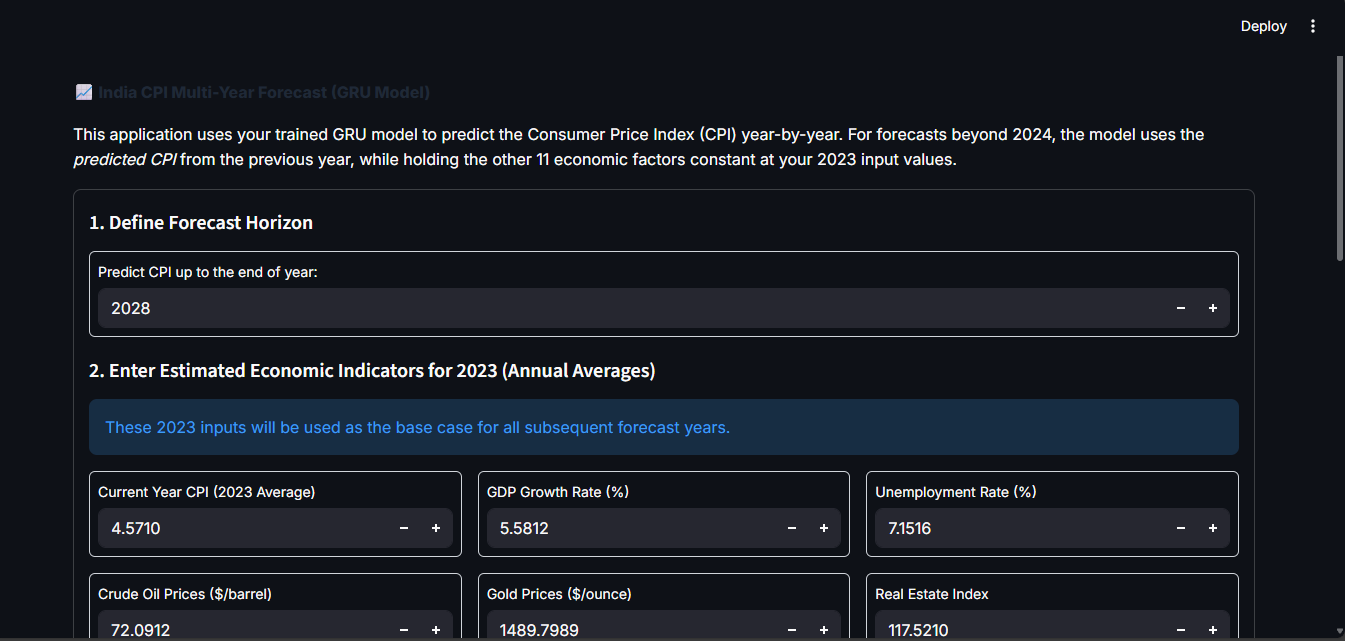 Deploy
India CPI Multi-Year Forecast (GRU Model)
This application uses your trained GRU model to predict the Consumer Price Index (CPI) year-by-year. For forecasts beyond 2024, the model uses the
predicted CPI from the previous year, while holding the other 11 economic factors constant at your 2023 input values.
1. Define Forecast Horizon
Predict CPI up to the end of year:
2028
2. Enter Estimated Economic Indicators for 2023 (Annual Averages)
These 2023 inputs will be used as the base case for all subsequent forecast years.
Current Year CPI (2023 Average) GDP Growth Rate (%) Unemployment Rate (%)
4.5710 5.5812 7.1516
Crude Oil Prices ($/barrel) Gold Prices ($/ounce) Real Estate Index
72.0912 1489.7989 117.5210